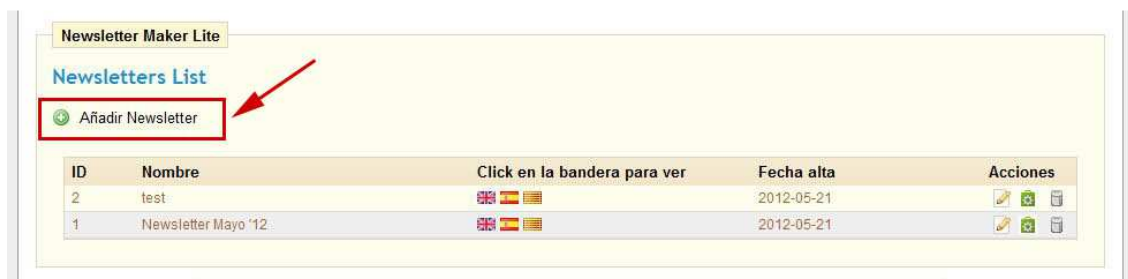 Newsletter Maker Lite
Newsletters List
Añadir Newsletter
ID Nombre Click en la bandera para ver Fecha alta Acciones
2 test 2012-05-21
1 Newsletter Mayo '12 2012-05-21